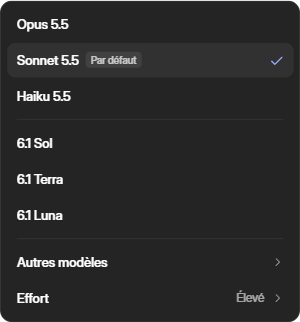 Opus 5.5
Sonnet 5.5 Par défaut
Haiku 5.5
6.1 Sol
6.1 Terra
6.1 Luna
Autres modèles
Effort Élevé